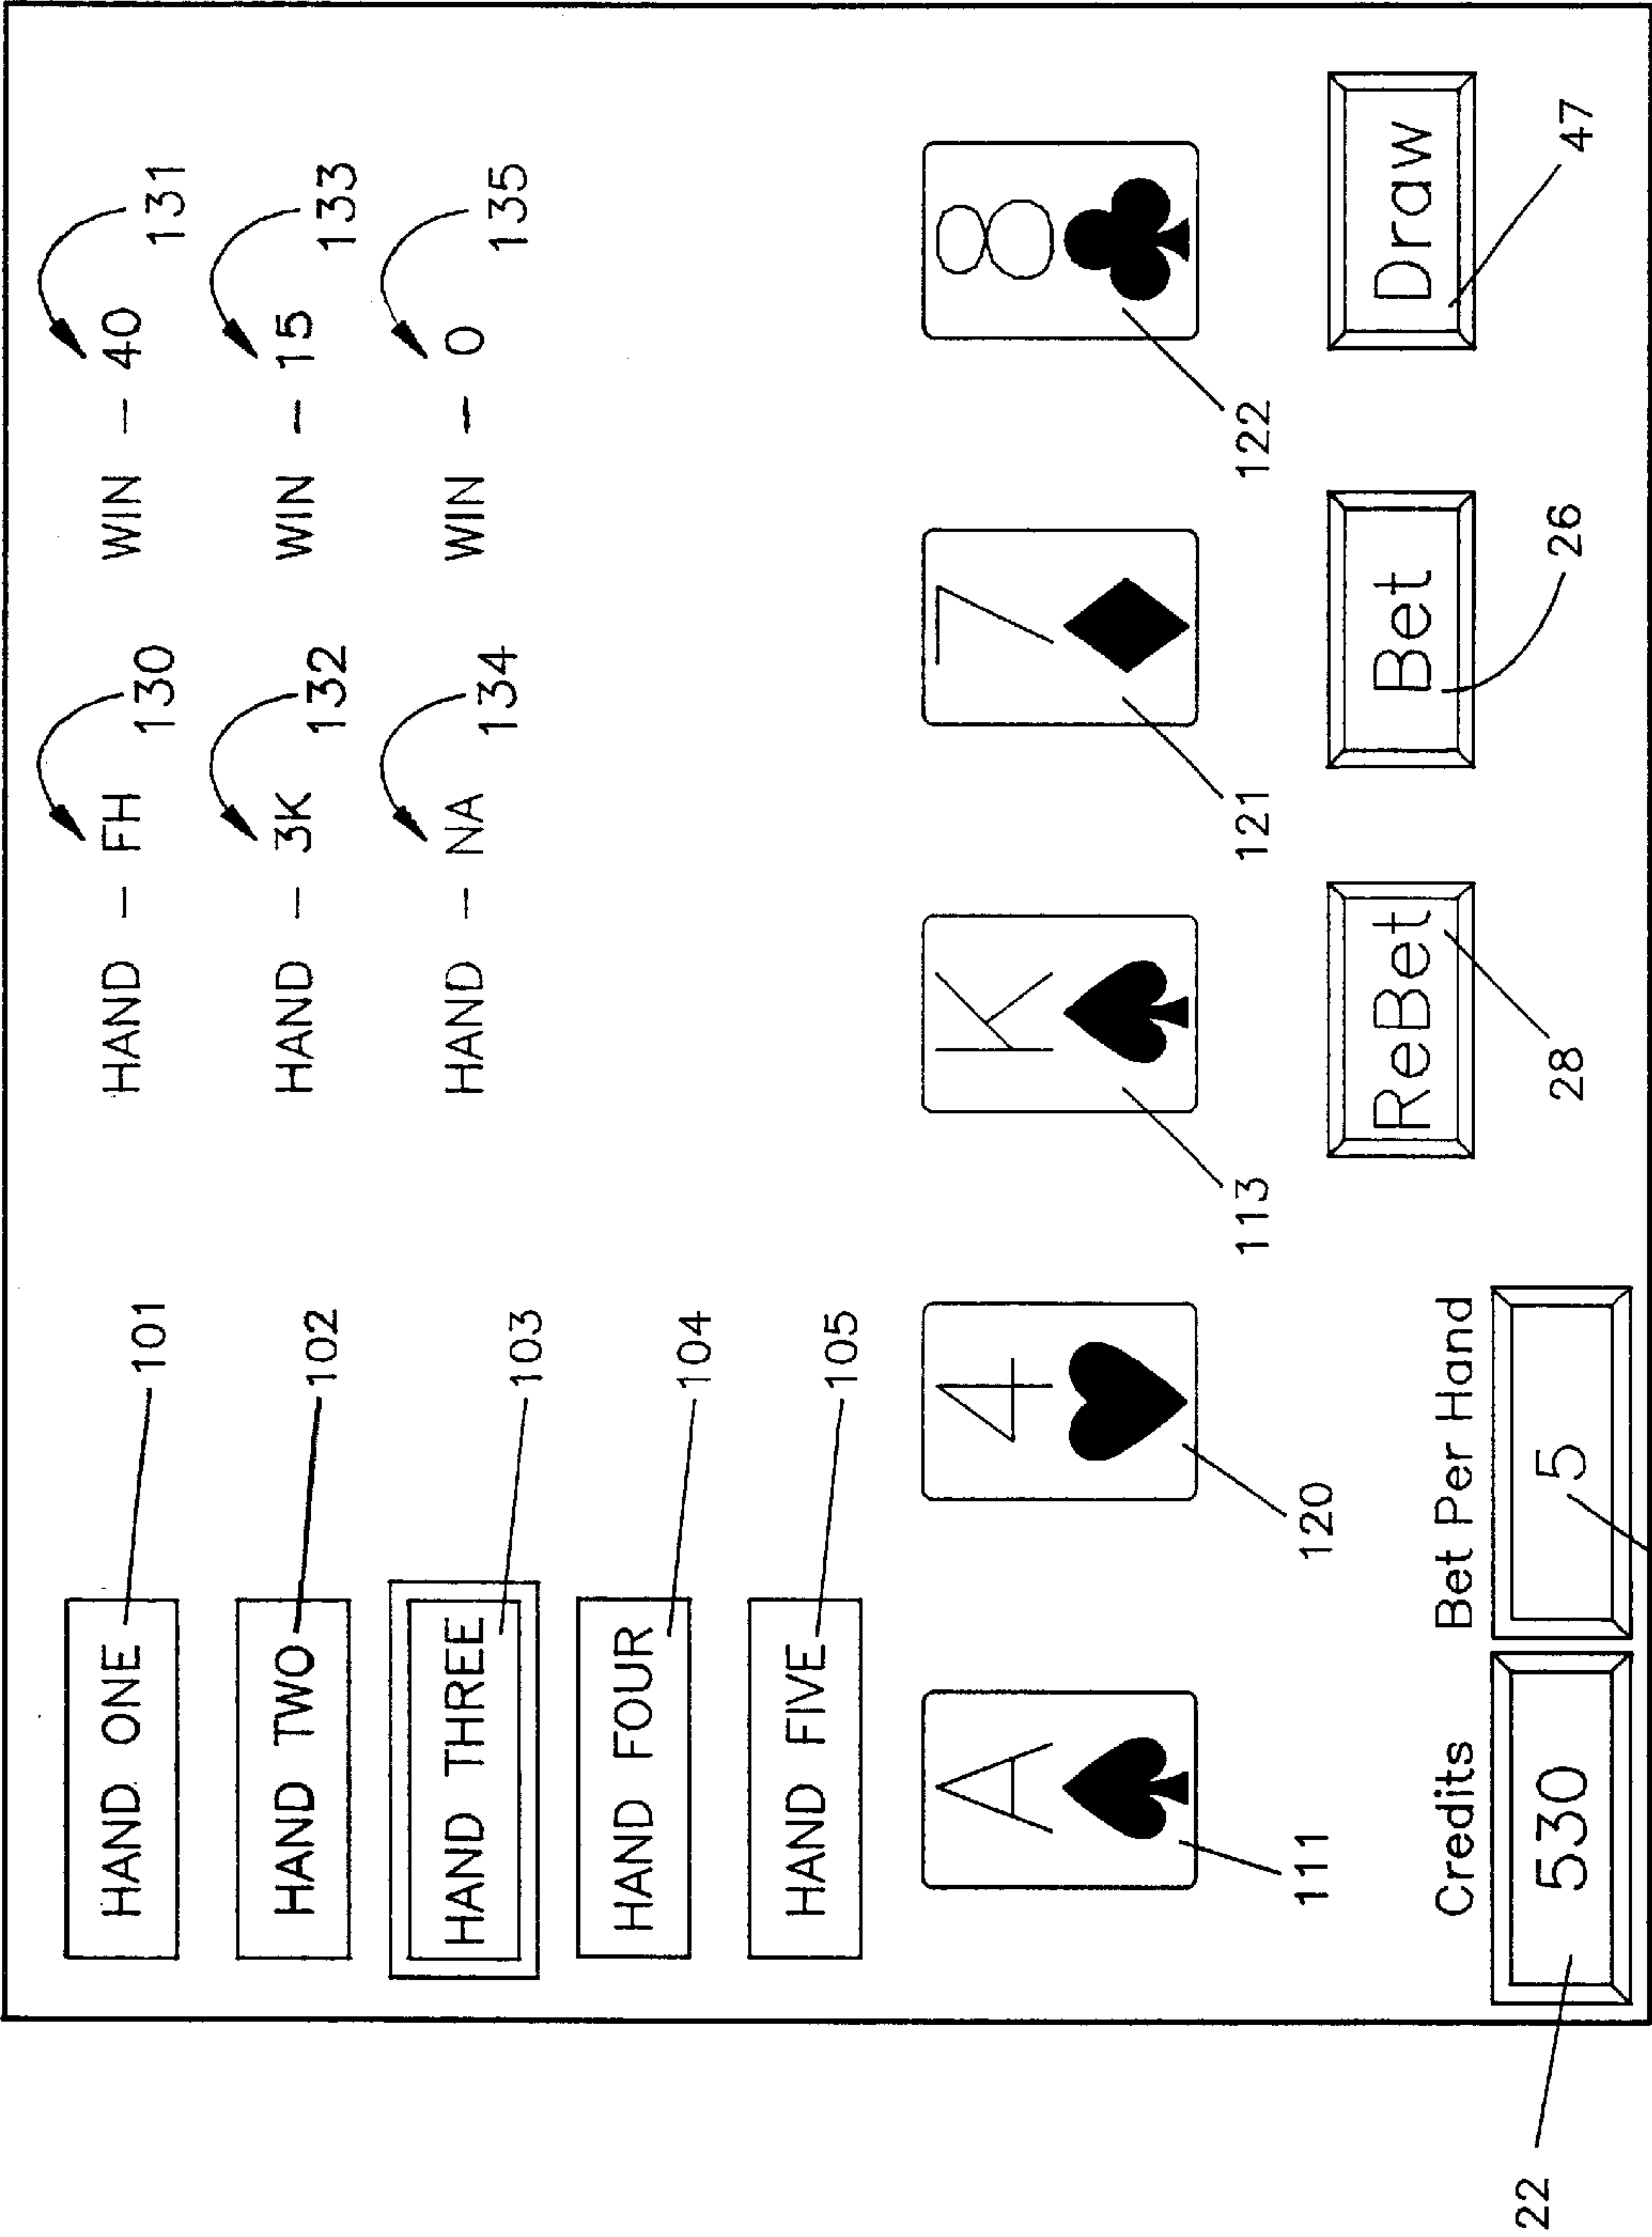 HAND ONE 101 HAND – FH 130 WIN – 40 131
HAND TWO 102 HAND – 3K 132 WIN – 15 133
HAND THREE 103 HAND – NA 134 WIN – 0 135
HAND FOUR 104
HAND FIVE 105
A 4 K 7 8
111 120 113 121 122
Credits Bet Per Hand
530 5 ReBet Bet Draw
22 28 26 47